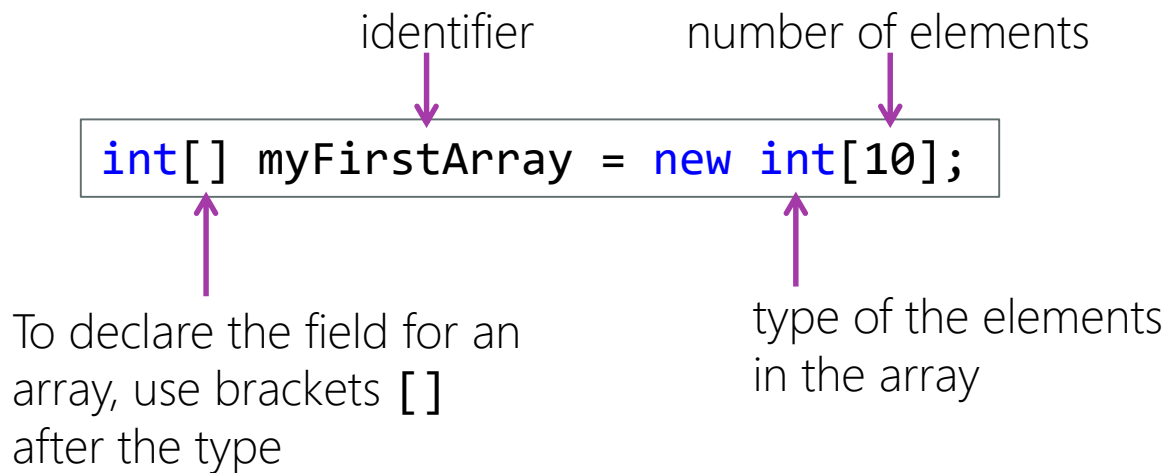 identifier
number of elements
int[] myFirstArray = new int[10];
To declare the field for an
array, use brackets []
after the type
type of the elements
in the array